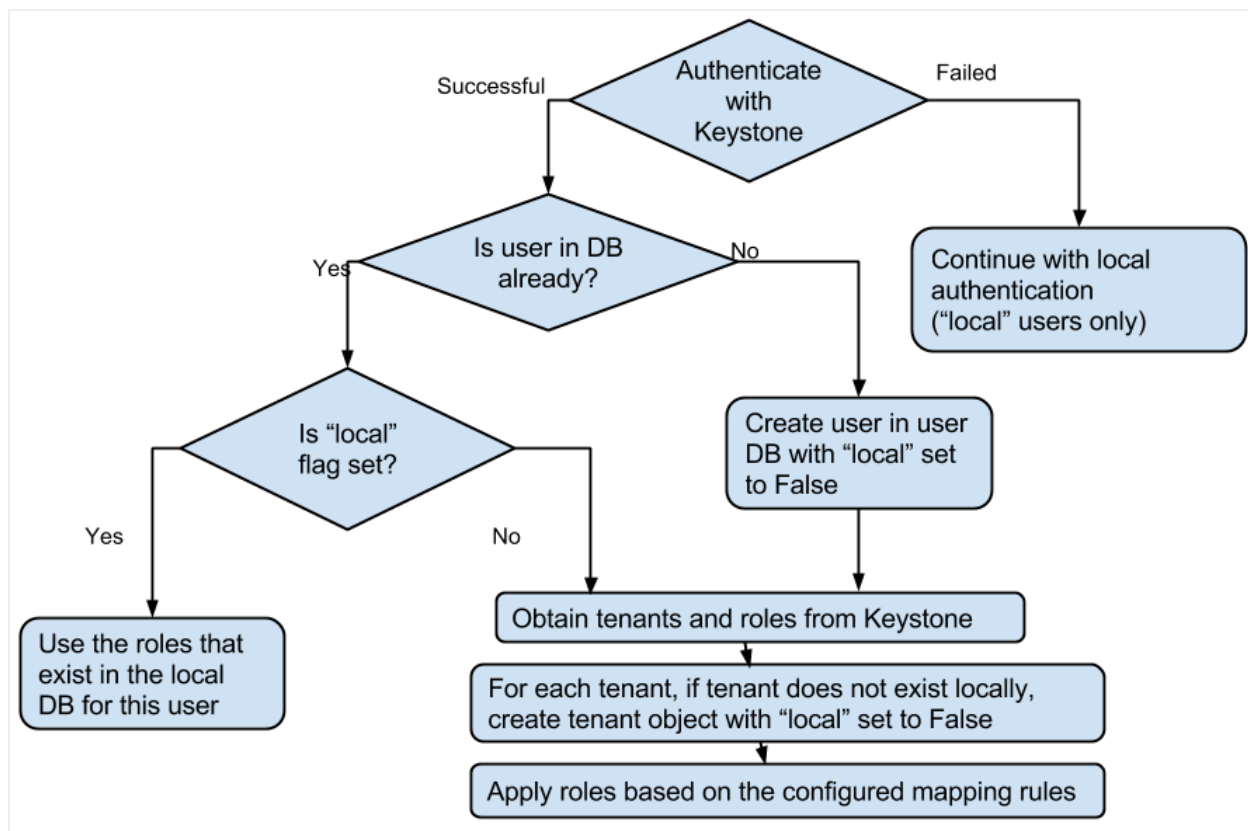 Authenticate
with
Keystone
Successful
Failed
Is user in DB
already?
Yes
No
Continue with local
authentication
(“local” users only)
Is “local”
flag set?
Create user in user
DB with “local” set
to False
Yes
No
Use the roles that
exist in the local
DB for this user
Obtain tenants and roles from Keystone
For each tenant, if tenant does not exist locally,
create tenant object with “local” set to False
Apply roles based on the configured mapping rules